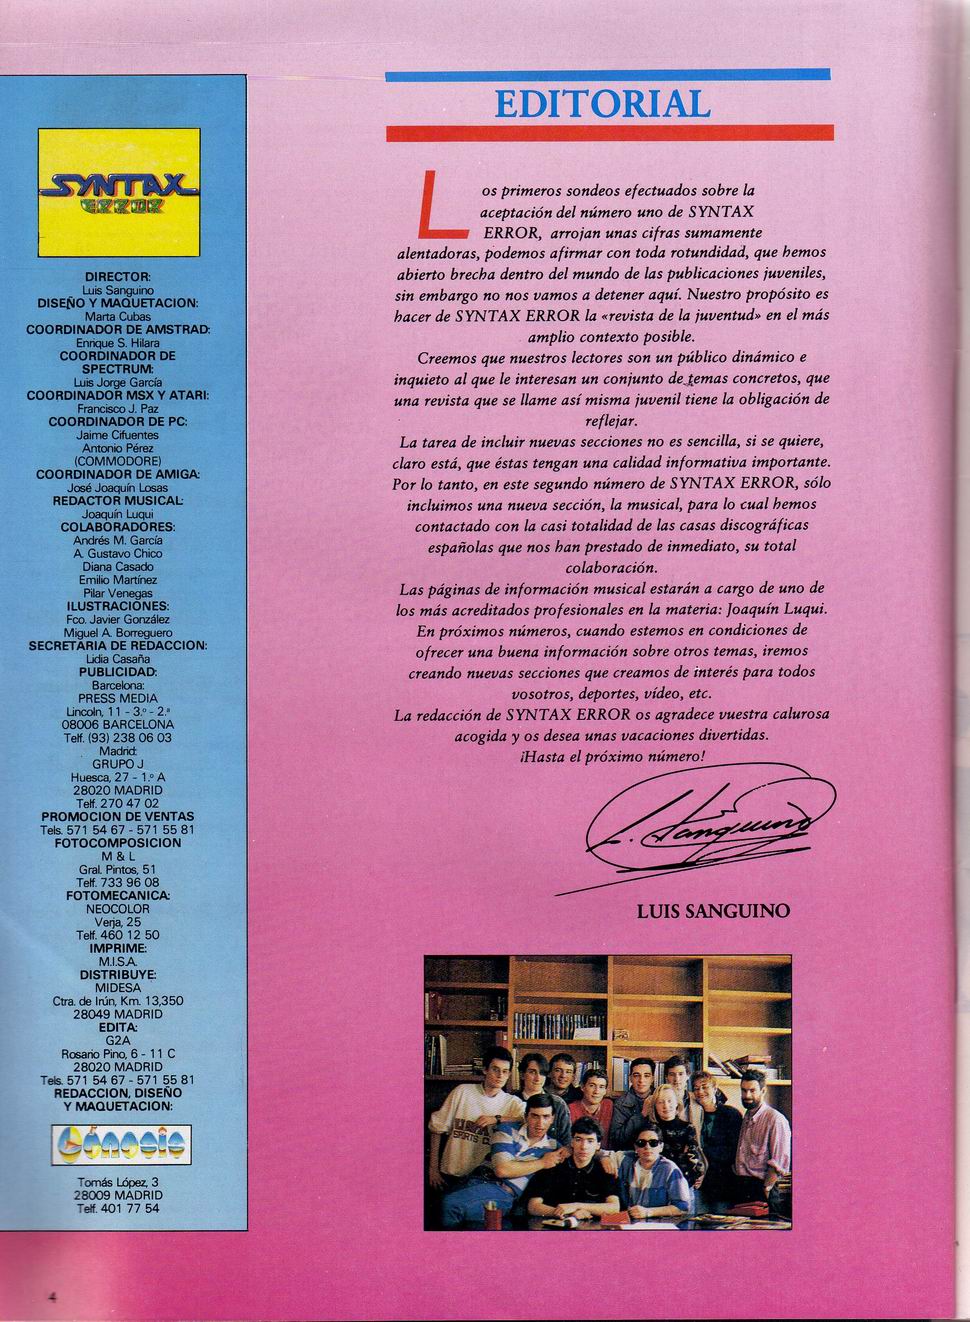 SYNTAX
ERROR
DIRECTOR:
Luis Sanguino
DISEÑO Y MAQUETACION:
Marta Cubas
COORDINADOR DE AMSTRAD:
Enrique S. Hilara
COORDINADOR DE
SPECTRUM:
Luis Jorge García
COORDINADOR MSX Y ATARI:
Francisco J. Paz
COORDINADOR DE PC:
Jaime Cifuentes
Antonio Pérez
(COMMODORE)
COORDINADOR DE AMIGA:
José Joaquín Losas
REDACTOR MUSICAL:
Joaquín Luqui
COLABORADORES:
Andrés M. García
A. Gustavo Chico
Diana Casado
Emilio Martínez
Pilar Venegas
ILUSTRACIONES:
Fco. Javier González
Miguel A. Borreguero
SECRETARIA DE REDACCION:
Lidia Casaña
PUBLICIDAD:
Barcelona:
PRESS MEDIA
Lincoln, 11 - 3.º - 2.ª
08006 BARCELONA
Telf. (93) 238 06 03
Madrid:
GRUPO J
Huesca, 27 - 1.º A
28020 MADRID
Telf. 270 47 02
PROMOCION DE VENTAS
Tels. 571 54 67 - 571 55 81
FOTOCOMPOSICION
M & L
Gral. Pintos, 51
Telf. 733 96 08
FOTOMECANICA:
NEOCOLOR
Verja, 25
Telf. 460 12 50
IMPRIME:
M.I.S.A.
DISTRIBUYE:
MIDESA
Ctra. de Irún, Km. 13,350
28049 MADRID
EDITA:
G2A
Rosario Pino, 6 - 11 C
28020 MADRID
Tels. 571 54 67 - 571 55 81
REDACCION, DISEÑO
Y MAQUETACION:
Génesis
Tomás López, 3
28009 MADRID
Telf. 401 77 54
4
EDITORIAL
Los primeros sondeos efectuados sobre la
aceptación del número uno de SYNTAX
ERROR, arrojan unas cifras sumamente
alentadoras, podemos afirmar con toda rotundidad, que hemos
abierto brecha dentro del mundo de las publicaciones juveniles,
sin embargo no nos vamos a detener aquí. Nuestro propósito es
hacer de SYNTAX ERROR la «revista de la juventud» en el más
amplio contexto posible.
Creemos que nuestros lectores son un público dinámico e
inquieto al que le interesan un conjunto de temas concretos, que
una revista que se llame así misma juvenil tiene la obligación de
reflejar.
La tarea de incluir nuevas secciones no es sencilla, si se quiere,
claro está, que éstas tengan una calidad informativa importante.
Por lo tanto, en este segundo número de SYNTAX ERROR, sólo
incluimos una nueva sección, la musical, para lo cual hemos
contactado con la casi totalidad de las casas discográficas
españolas que nos han prestado de inmediato, su total
colaboración.
Las páginas de información musical estarán a cargo de uno de
los más acreditados profesionales en la materia: Joaquín Luqui.
En próximos números, cuando estemos en condiciones de
ofrecer una buena información sobre otros temas, iremos
creando nuevas secciones que creamos de interés para todos
vosotros, deportes, vídeo, etc.
La redacción de SYNTAX ERROR os agradece vuestra calurosa
acogida y os desea unas vacaciones divertidas.
¡Hasta el próximo número!
L. Sanguino
LUIS SANGUINO
SPORTS C.